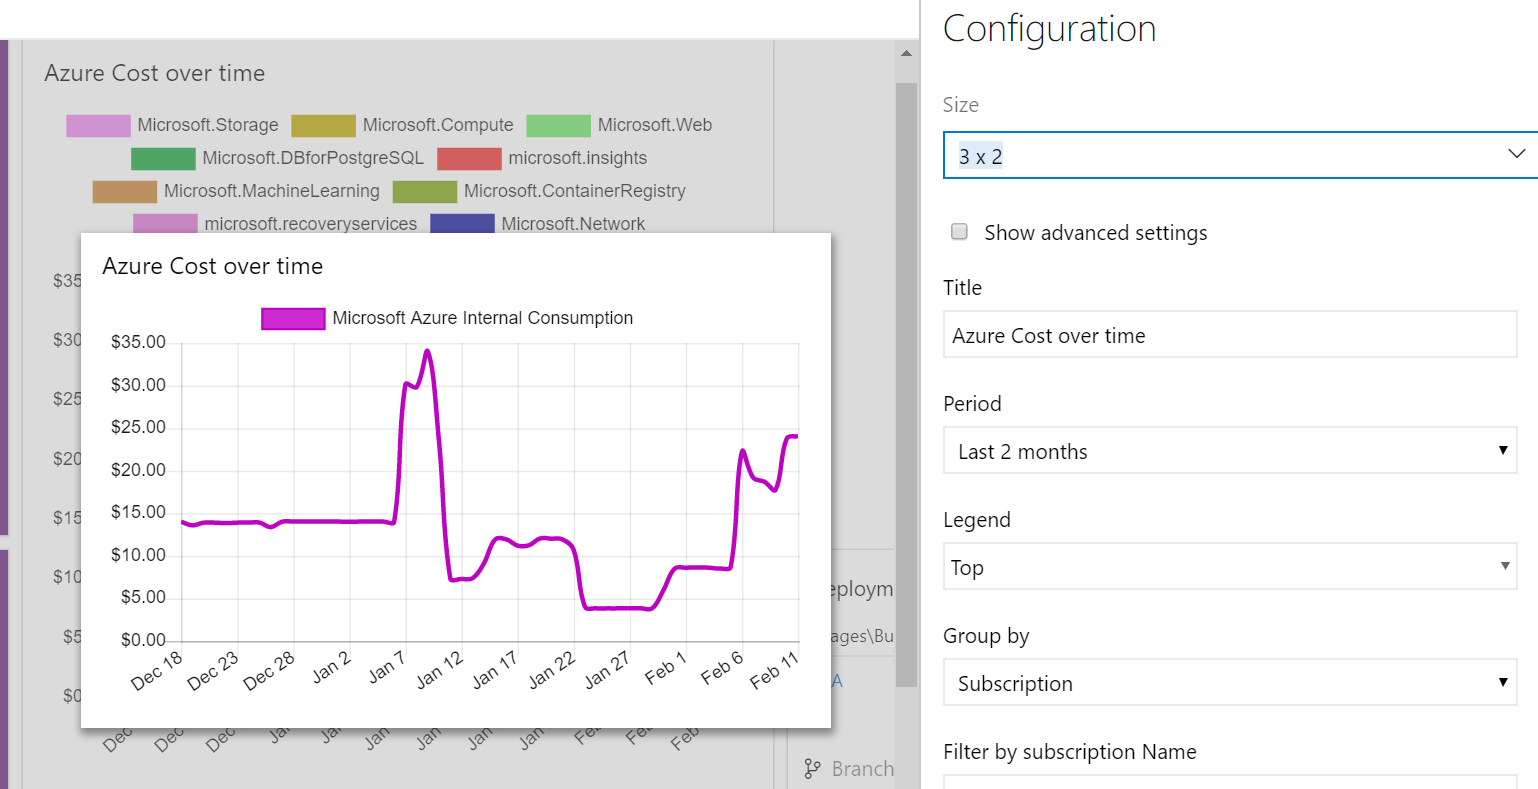 Azure Cost over time
Microsoft.Storage Microsoft.Compute Microsoft.Web
Microsoft.DBforPostgreSQL microsoft.insights
Microsoft.MachineLearning Microsoft.ContainerRegistry
microsoft.recoveryservices Microsoft.Network
$35
$30
$25
$20
$15
$10
$5
$0
Dec Dec Dec Jan Jan Jan Jan Jan Jan Feb Feb Feb
Azure Cost over time
Microsoft Azure Internal Consumption
$35.00
$30.00
$25.00
$20.00
$15.00
$10.00
$5.00
$0.00
Dec 18 Dec 23 Dec 28 Jan 2 Jan 7 Jan 12 Jan 17 Jan 22 Jan 27 Feb 1 Feb 6 Feb 11
eploym
ages\Bu
A
Branch
Configuration
Size
3 x 2
Show advanced settings
Title
Azure Cost over time
Period
Last 2 months
Legend
Top
Group by
Subscription
Filter by subscription Name